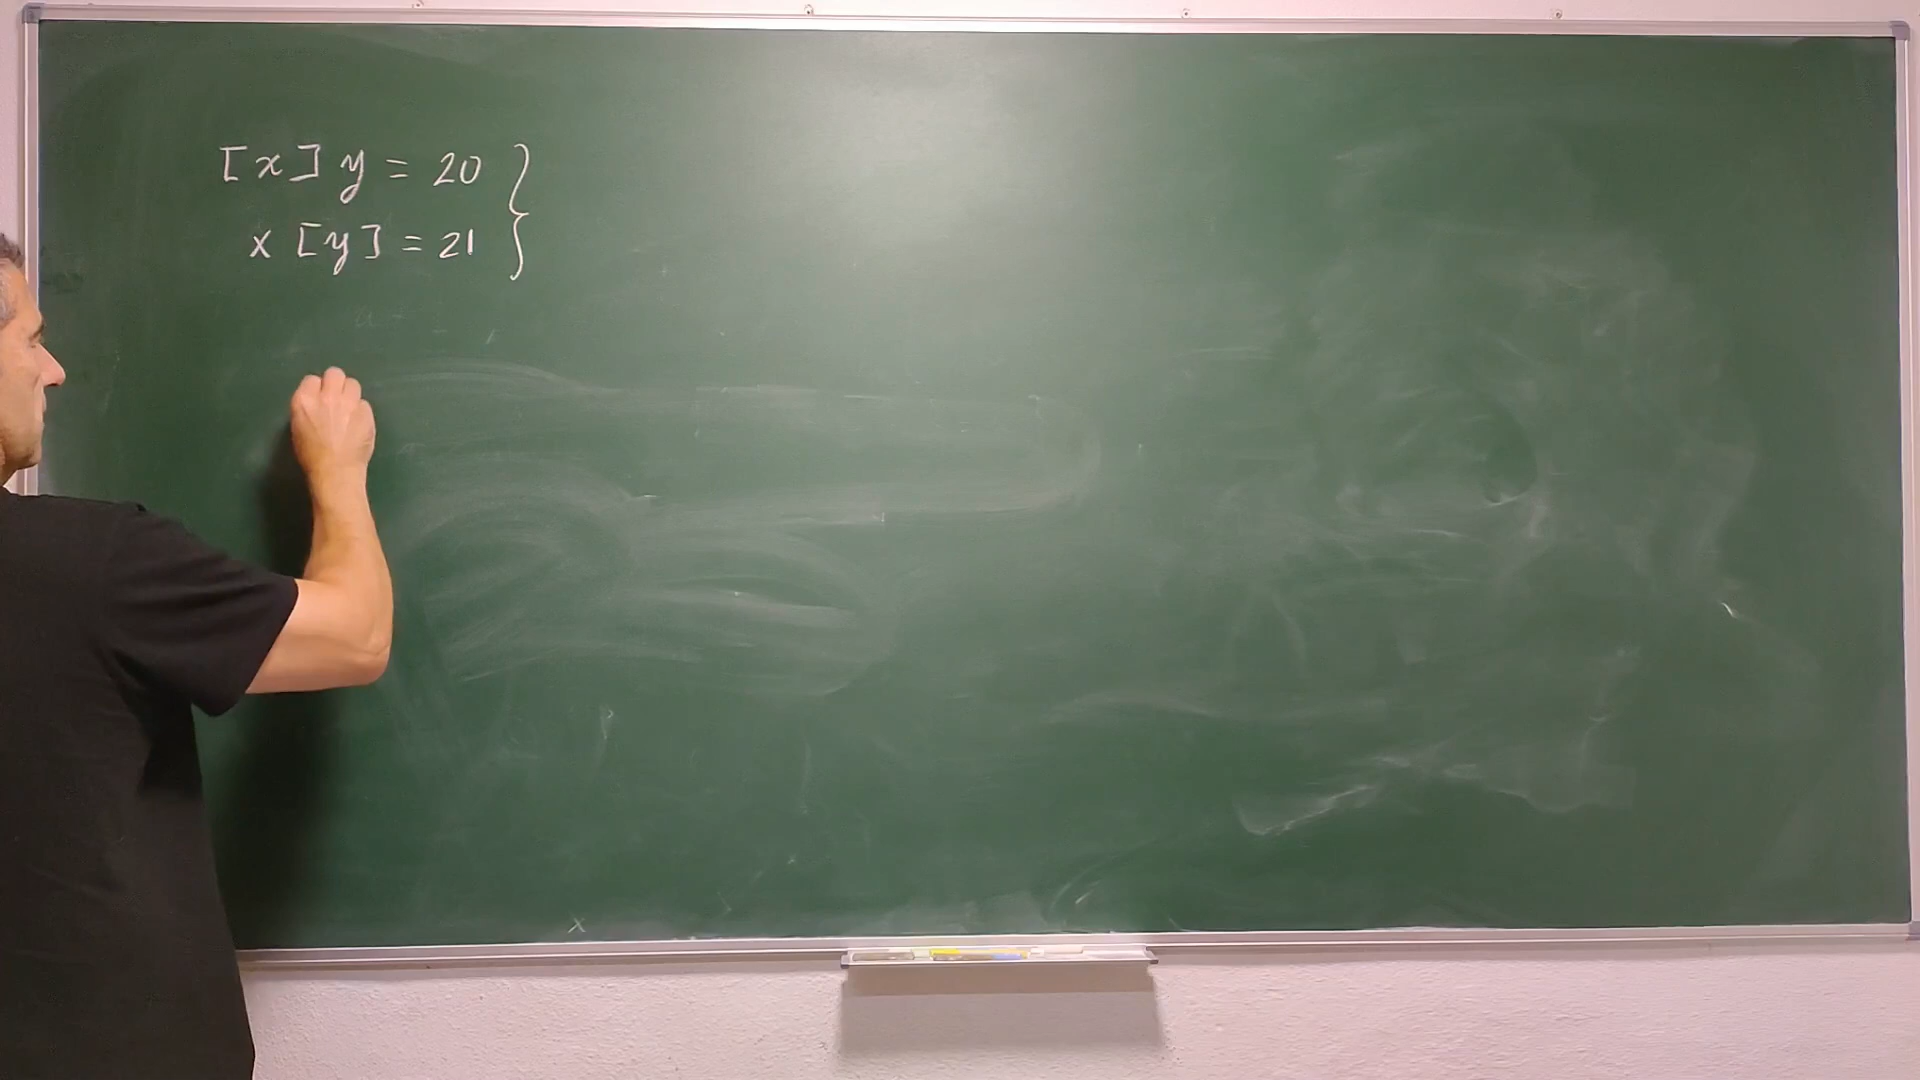 [x] y = 20 }
x [y] = 21
x